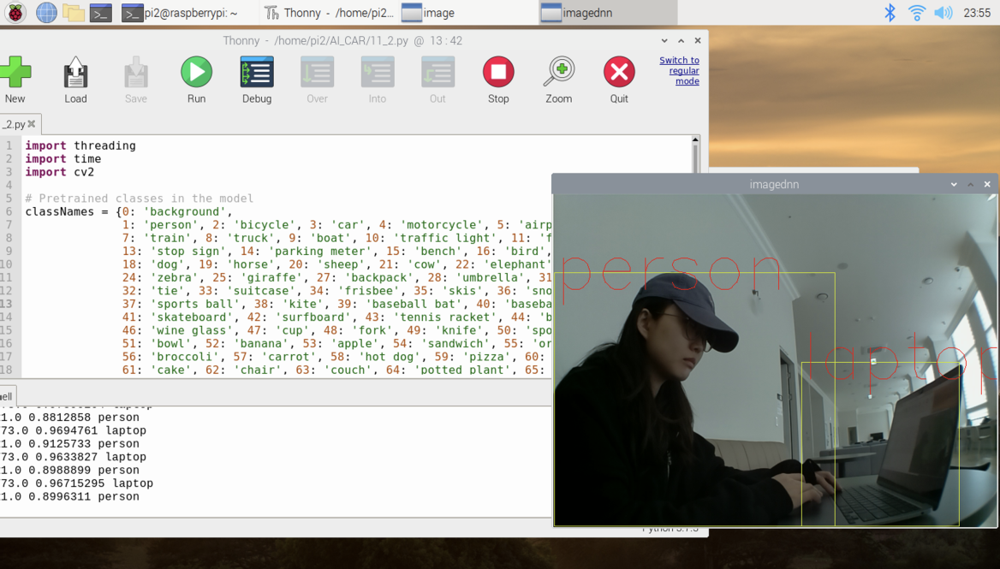 pi2@raspberrypi: ~
Thonny - /home/pi2...
image
imagednn
23:55
Thonny - /home/pi2/AI_CAR/11_2.py @ 13 : 42
New
Load
Save
Run
Debug
Over
Into
Out
Stop
Zoom
Quit
Switch to
regular
mode
_2.py
1 import threading
2 import time
3 import cv2
4
5 # Pretrained classes in the model
6 classNames = {0: 'background',
7 1: 'person', 2: 'bicycle', 3: 'car', 4: 'motorcycle', 5: 'airp
8 7: 'train', 8: 'truck', 9: 'boat', 10: 'traffic light', 11: 'f
9 13: 'stop sign', 14: 'parking meter', 15: 'bench', 16: 'bird',
10 18: 'dog', 19: 'horse', 20: 'sheep', 21: 'cow', 22: 'elephant'
11 24: 'zebra', 25: 'giraffe', 27: 'backpack', 28: 'umbrella', 31
12 32: 'tie', 33: 'suitcase', 34: 'frisbee', 35: 'skis', 36: 'sno
13 37: 'sports ball', 38: 'kite', 39: 'baseball bat', 40: 'baseba
14 41: 'skateboard', 42: 'surfboard', 43: 'tennis racket', 44: 'b
15 46: 'wine glass', 47: 'cup', 48: 'fork', 49: 'knife', 50: 'spo
16 51: 'bowl', 52: 'banana', 53: 'apple', 54: 'sandwich', 55: 'or
17 56: 'broccoli', 57: 'carrot', 58: 'hot dog', 59: 'pizza', 60:
18 61: 'cake', 62: 'chair', 63: 'couch', 64: 'potted plant', 65:
ell
1.0 0.8812858 person
73.0 0.9694761 laptop
1.0 0.9125733 person
73.0 0.9633827 laptop
1.0 0.8988899 person
73.0 0.96715295 laptop
1.0 0.8996311 person
imagednn
person
laptop